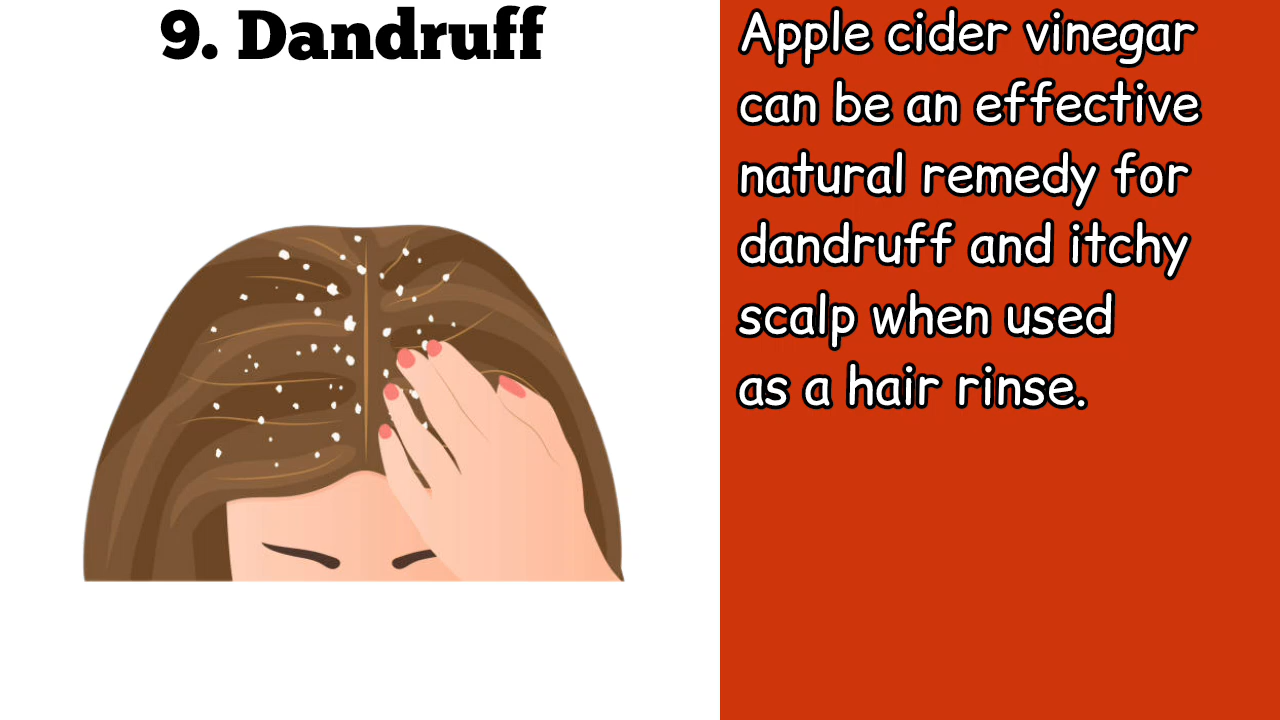 9. Dandruff
Apple cider vinegar
can be an effective
natural remedy for
dandruff and itchy
scalp when used
as a hair rinse.